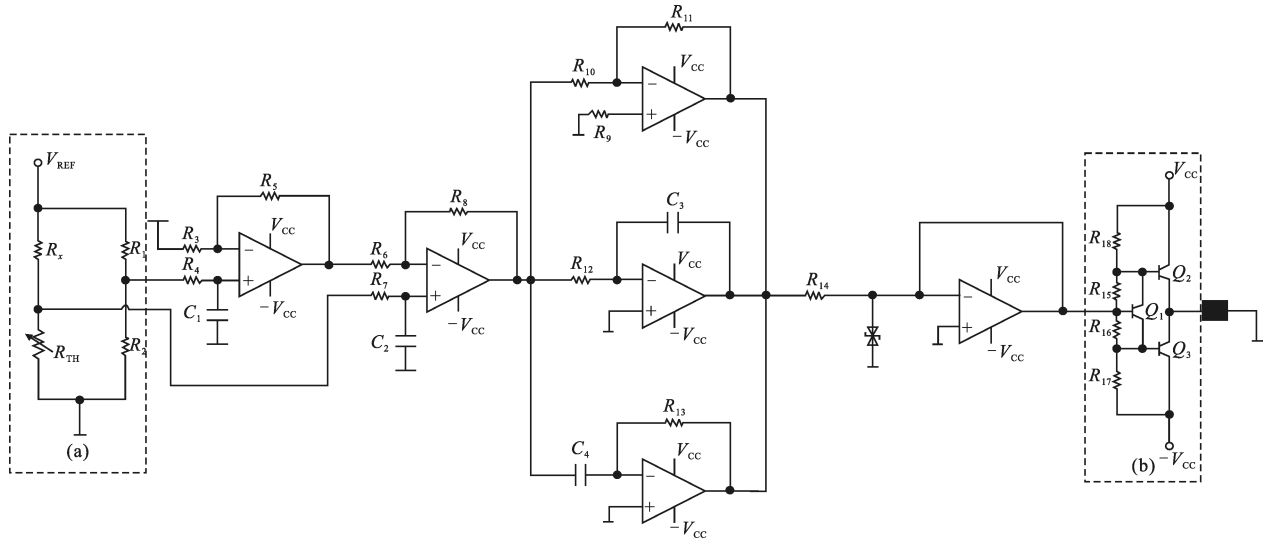 V_REF
R_x
R_1
R_TH
R_2
(a)
R_3
R_4
R_5
V_CC
−V_CC
C_1
R_6
R_7
R_8
V_CC
−V_CC
C_2
R_10
R_11
R_9
V_CC
−V_CC
R_12
C_3
V_CC
−V_CC
C_4
R_13
V_CC
−V_CC
R_14
V_CC
−V_CC
V_CC
R_18
R_15
R_16
R_17
Q_2
Q_1
Q_3
(b)
−V_CC
− +
− +
− +
− +
− +
− +